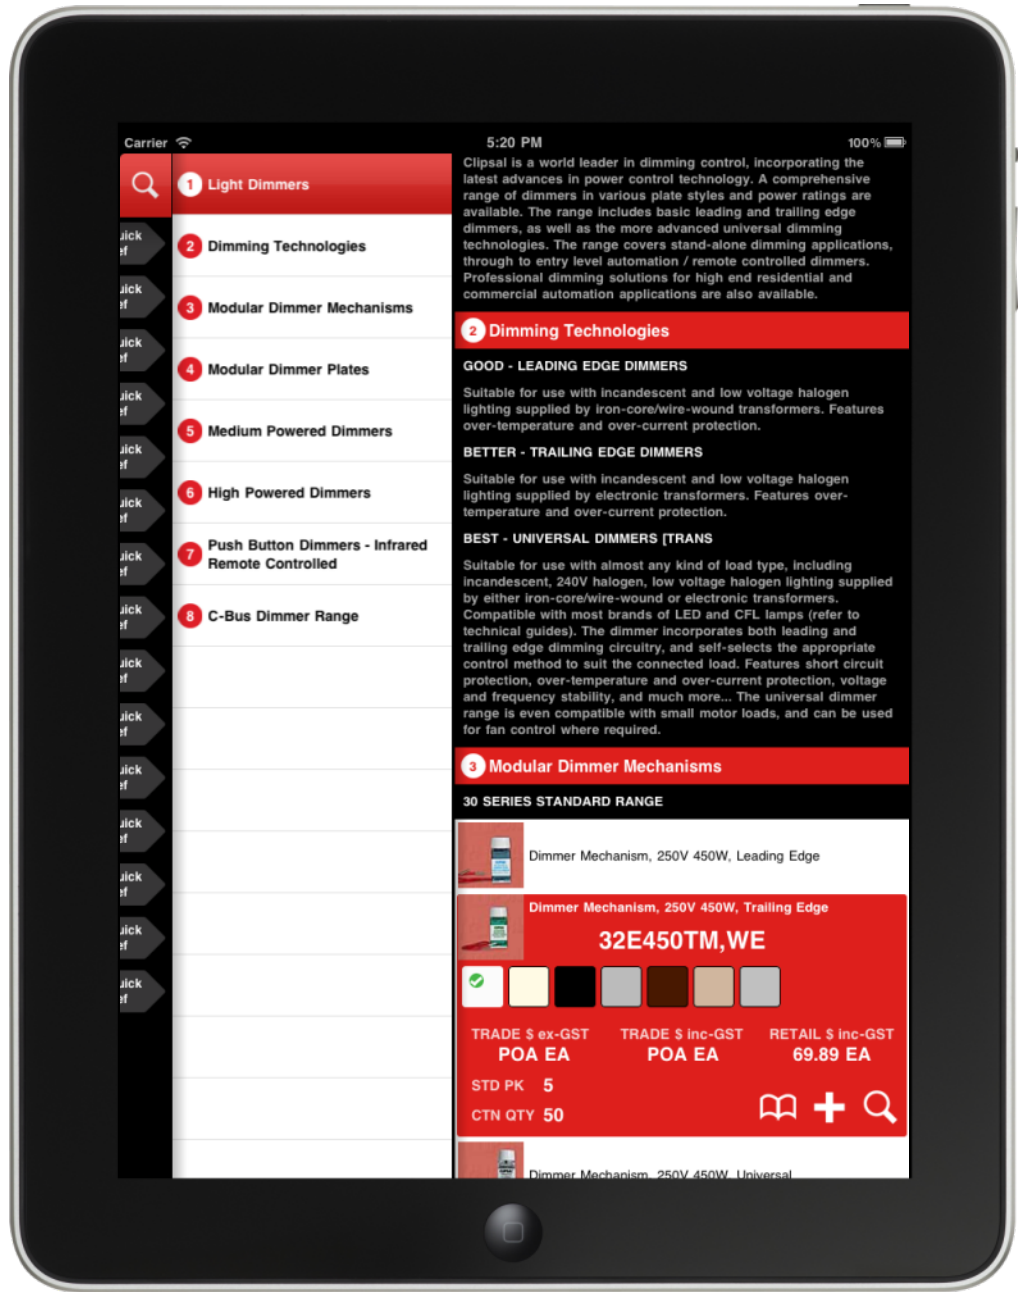 Carrier
5:20 PM
100%
1 Light Dimmers
2 Dimming Technologies
3 Modular Dimmer Mechanisms
4 Modular Dimmer Plates
5 Medium Powered Dimmers
6 High Powered Dimmers
7 Push Button Dimmers - Infrared
Remote Controlled
8 C-Bus Dimmer Range
Clipsal is a world leader in dimming control, incorporating the
latest advances in power control technology. A comprehensive
range of dimmers in various plate styles and power ratings are
available. The range includes basic leading and trailing edge
dimmers, as well as the more advanced universal dimming
technologies. The range covers stand-alone dimming applications,
through to entry level automation / remote controlled dimmers.
Professional dimming solutions for high end residential and
commercial automation applications are also available.
2 Dimming Technologies
GOOD - LEADING EDGE DIMMERS
Suitable for use with incandescent and low voltage halogen
lighting supplied by iron-core/wire-wound transformers. Features
over-temperature and over-current protection.
BETTER - TRAILING EDGE DIMMERS
Suitable for use with incandescent and low voltage halogen
lighting supplied by electronic transformers. Features over-
temperature and over-current protection.
BEST - UNIVERSAL DIMMERS [TRANS
Suitable for use with almost any kind of load type, including
incandescent, 240V halogen, low voltage halogen lighting supplied
by either iron-core/wire-wound or electronic transformers.
Compatible with most brands of LED and CFL lamps (refer to
technical guides). The dimmer incorporates both leading and
trailing edge dimming circuitry, and self-selects the appropriate
control method to suit the connected load. Features short circuit
protection, over-temperature and over-current protection, voltage
and frequency stability, and much more... The universal dimmer
range is even compatible with small motor loads, and can be used
for fan control where required.
3 Modular Dimmer Mechanisms
30 SERIES STANDARD RANGE
Dimmer Mechanism, 250V 450W, Leading Edge
Dimmer Mechanism, 250V 450W, Trailing Edge
32E450TM,WE
TRADE $ ex-GST
TRADE $ inc-GST
RETAIL $ inc-GST
POA EA
POA EA
69.89 EA
STD PK 5
CTN QTY 50
Dimmer Mechanism, 250V 450W, Universal